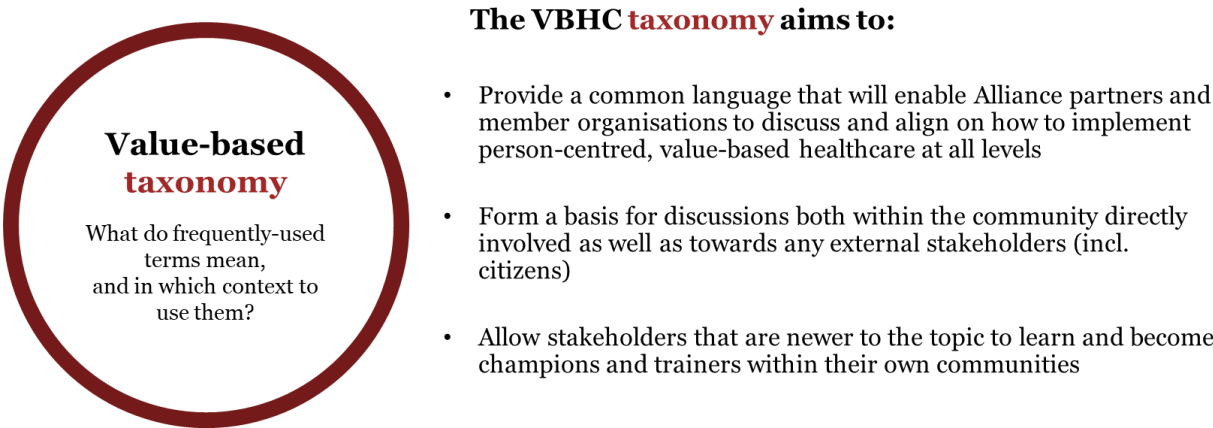 Value-based
taxonomy
What do frequently-used
terms mean,
and in which context to
use them?
The VBHC taxonomy aims to:
• Provide a common language that will enable Alliance partners and
member organisations to discuss and align on how to implement
person-centred, value-based healthcare at all levels
• Form a basis for discussions both within the community directly
involved as well as towards any external stakeholders (incl.
citizens)
• Allow stakeholders that are newer to the topic to learn and become
champions and trainers within their own communities